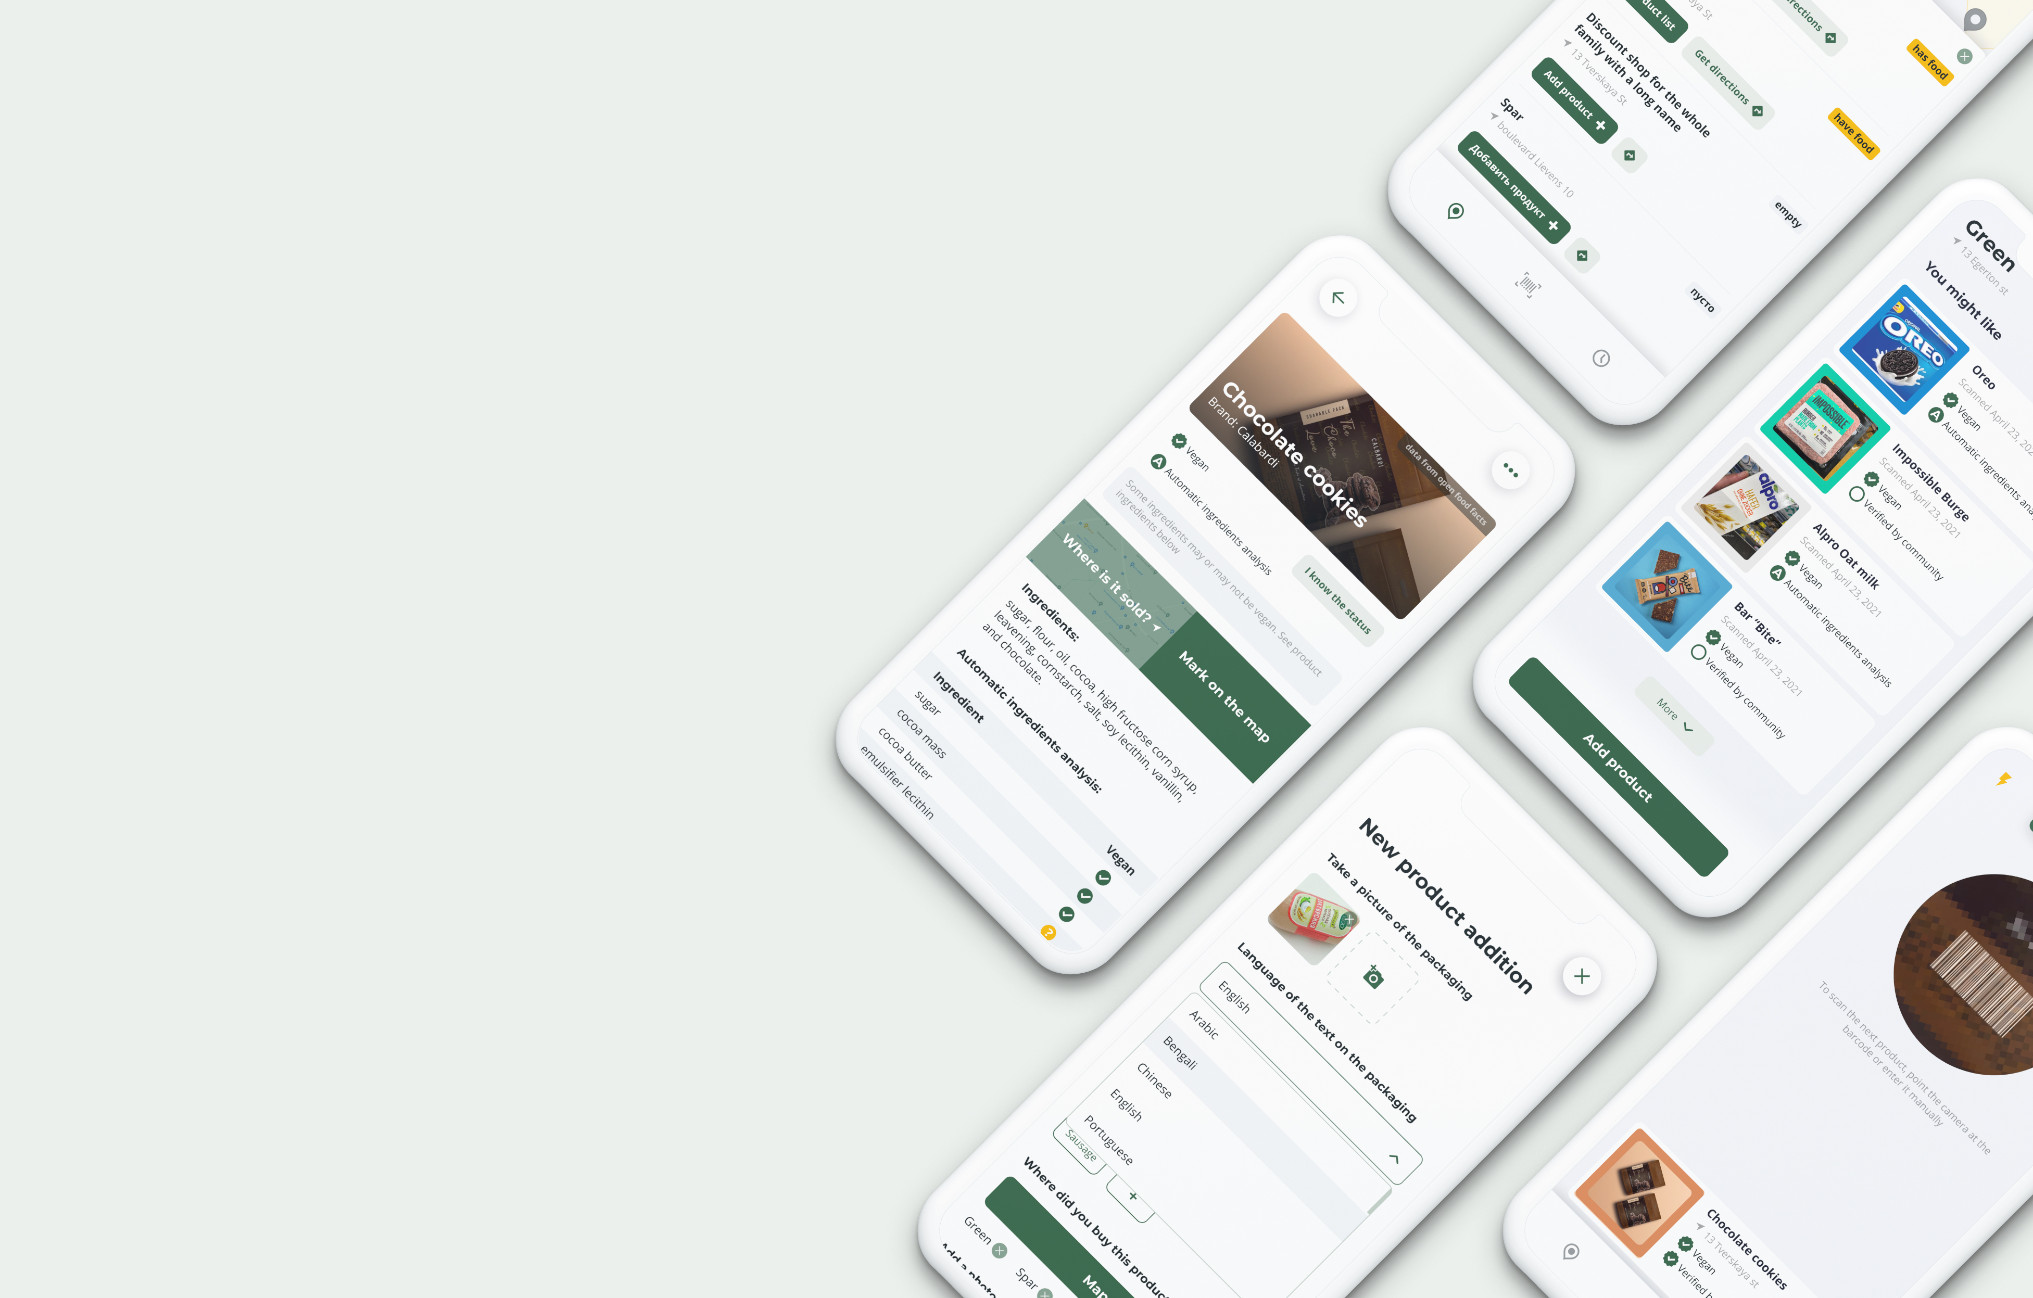 duct list
Get directions
has food
Discount shop for the whole
family with a long name
13 Tverskaya St
Add product
have food
Spar
boulevard Lievens 10
Добавить продукт
empty
пусто
Chocolate cookies
Brand: Calabardi
data from open food facts
Vegan
Automatic ingredients analysis
I know the status
Some ingredients may or may not be vegan. See product
ingredients below
Where is it sold?
Mark on the map
Ingredients:
sugar, flour, oil, cocoa, high fructose corn syrup,
leavening, cornstarch, salt, soy lecithin, vanillin,
and chocolate.
Automatic ingredients analysis:
Ingredient
Vegan
sugar
cocoa mass
cocoa butter
emulsifier lecithin
Green
13 Egerton st
You might like
OREO
Oreo
Scanned April 23, 202
Vegan
Automatic ingredients ana
IMPOSSIBLE
Impossible Burge
Scanned April 23, 2021
Vegan
Verified by community
alpro
Alpro Oat milk
Scanned April 23, 2021
Vegan
Automatic ingredients analysis
Bar “Bite”
Scanned April 23, 2021
Vegan
Verified by community
More
Add product
New product addition
Take a picture of the packaging
Language of the text on the packaging
English
Arabic
Bengali
Chinese
English
Portuguese
Sausage
Where did you buy this produc
Map
Green
Spar
To scan the next product, point the camera at the
barcode or enter it manually
Chocolate cookies
13 Tverskaya st
Vegan
Verified b